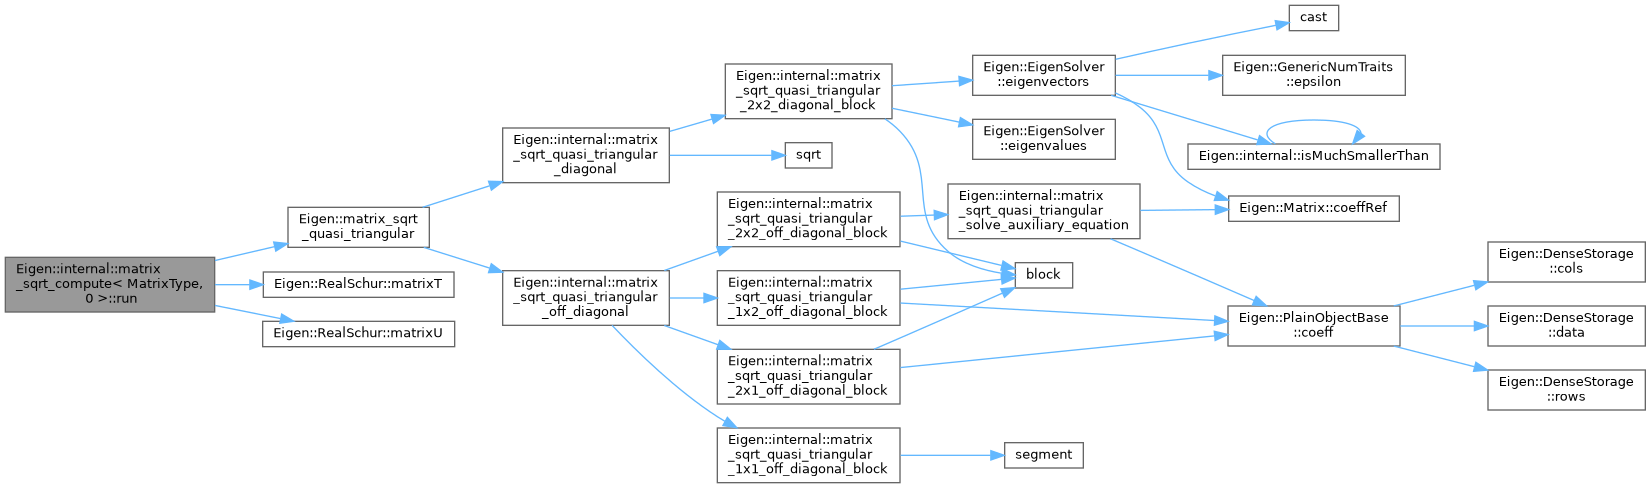 Eigen::internal::matrix
_sqrt_compute< MatrixType,
0 >::run
Eigen::matrix_sqrt
_quasi_triangular
Eigen::RealSchur::matrixT
Eigen::RealSchur::matrixU
Eigen::internal::matrix
_sqrt_quasi_triangular
_diagonal
Eigen::internal::matrix
_sqrt_quasi_triangular
_off_diagonal
Eigen::internal::matrix
_sqrt_quasi_triangular
_2x2_diagonal_block
sqrt
Eigen::internal::matrix
_sqrt_quasi_triangular
_2x2_off_diagonal_block
Eigen::internal::matrix
_sqrt_quasi_triangular
_1x2_off_diagonal_block
Eigen::internal::matrix
_sqrt_quasi_triangular
_2x1_off_diagonal_block
Eigen::internal::matrix
_sqrt_quasi_triangular
_1x1_off_diagonal_block
Eigen::EigenSolver
::eigenvectors
Eigen::EigenSolver
::eigenvalues
Eigen::internal::matrix
_sqrt_quasi_triangular
_solve_auxiliary_equation
block
segment
cast
Eigen::GenericNumTraits
::epsilon
Eigen::internal::isMuchSmallerThan
Eigen::Matrix::coeffRef
Eigen::PlainObjectBase
::coeff
Eigen::DenseStorage
::cols
Eigen::DenseStorage
::data
Eigen::DenseStorage
::rows